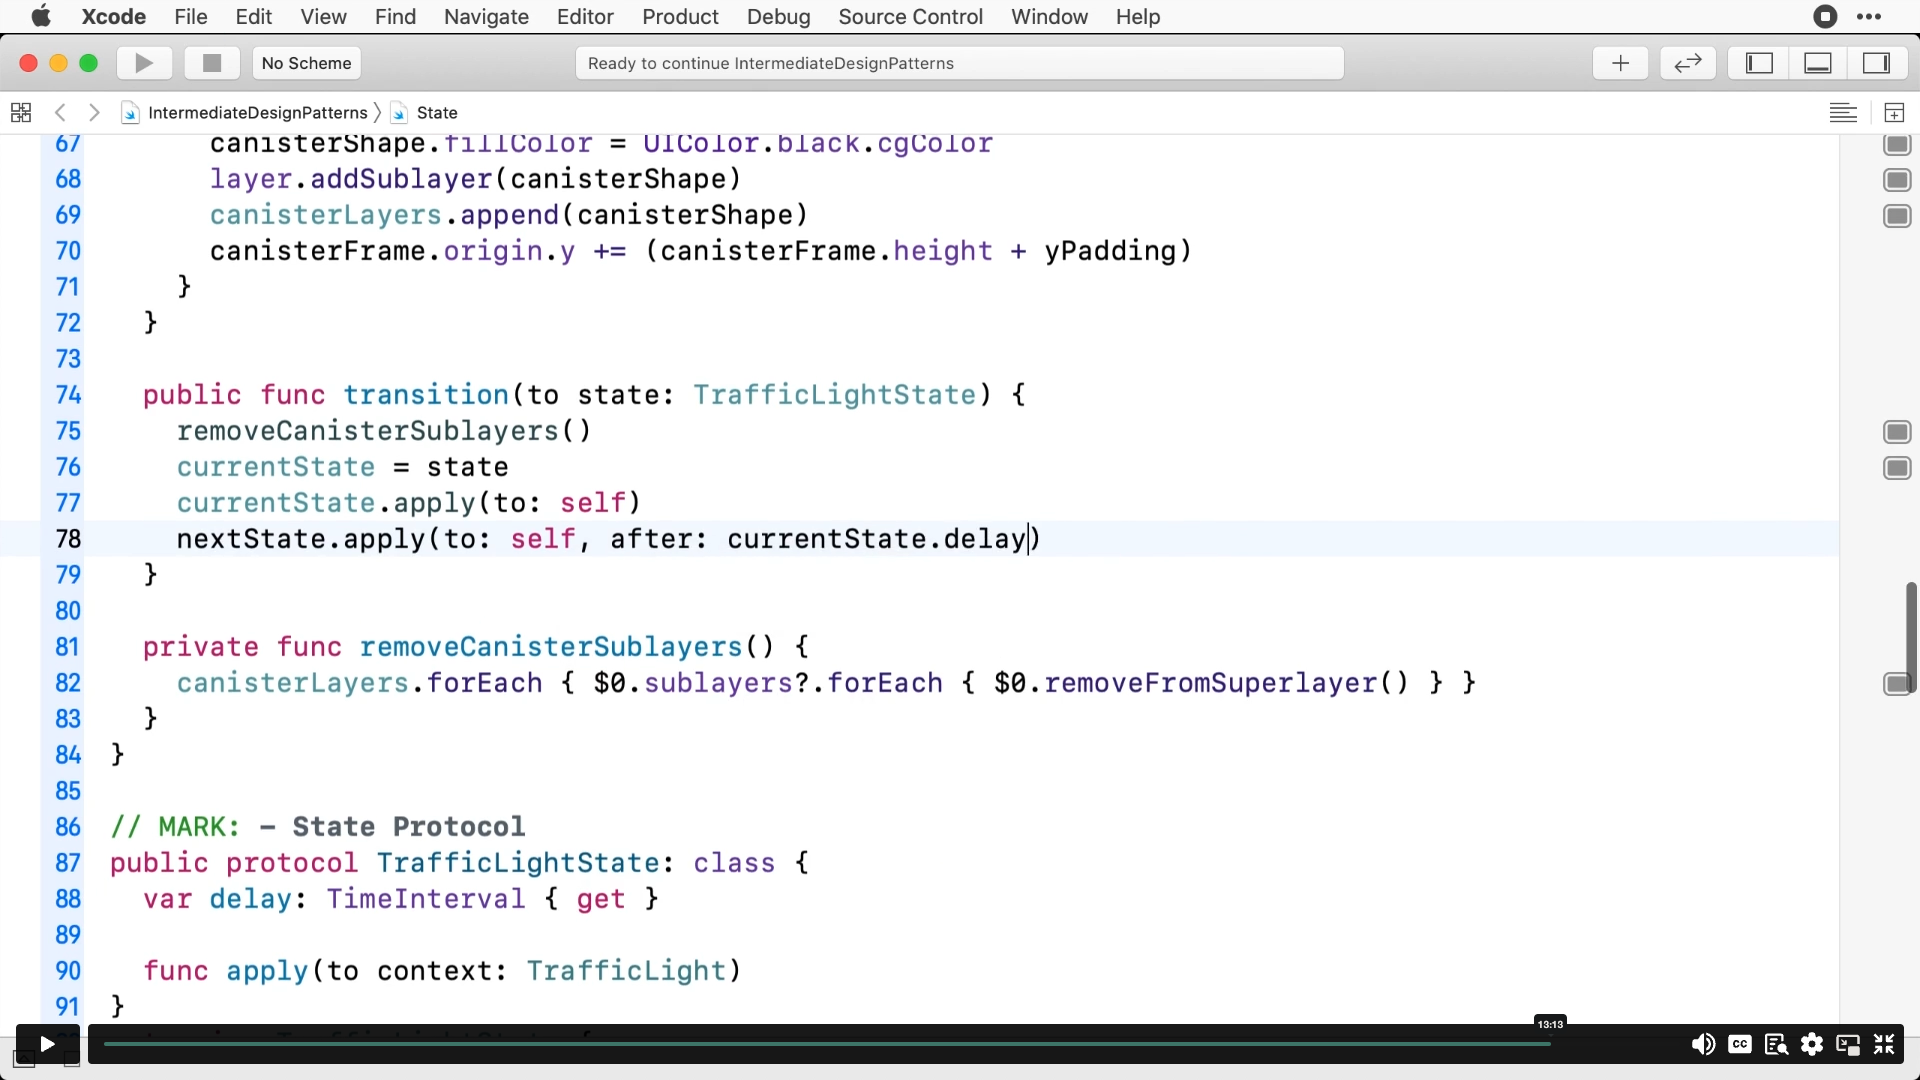 Xcode File Edit View Find Navigate Editor Product Debug Source Control Window Help
No Scheme
Ready to continue IntermediateDesignPatterns
IntermediateDesignPatterns State
67 canisterShape.fillColor = UIColor.black.cgColor
68 layer.addSublayer(canisterShape)
69 canisterLayers.append(canisterShape)
70 canisterFrame.origin.y += (canisterFrame.height + yPadding)
71 }
72 }
73
74 public func transition(to state: TrafficLightState) {
75 removeCanisterSublayers()
76 currentState = state
77 currentState.apply(to: self)
78 nextState.apply(to: self, after: currentState.delay)
79 }
80
81 private func removeCanisterSublayers() {
82 canisterLayers.forEach { $0.sublayers?.forEach { $0.removeFromSuperlayer() } }
83 }
84 }
85
86 // MARK: - State Protocol
87 public protocol TrafficLightState: class {
88 var delay: TimeInterval { get }
89
90 func apply(to context: TrafficLight)
91 }
13:13
CC